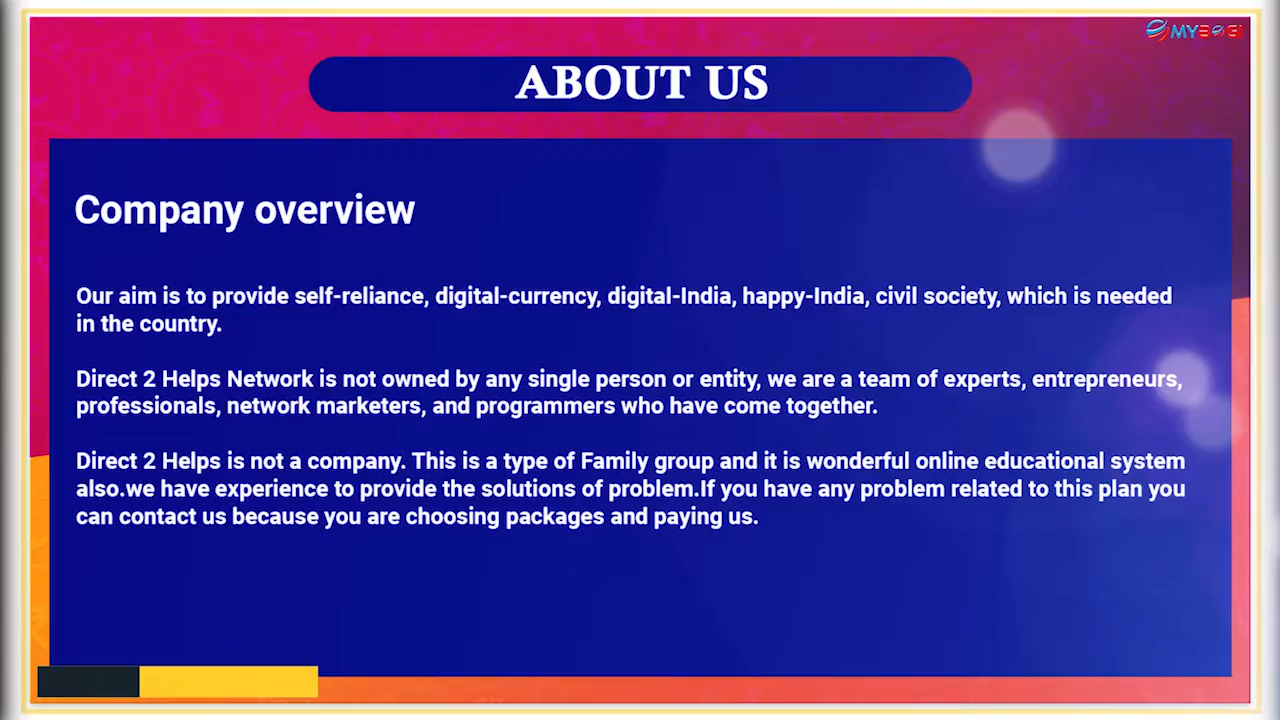 ABOUT US
Company overview
Our aim is to provide self-reliance, digital-currency, digital-India, happy-India, civil society, which is needed
in the country.
Direct 2 Helps Network is not owned by any single person or entity, we are a team of experts, entrepreneurs,
professionals, network marketers, and programmers who have come together.
Direct 2 Helps is not a company. This is a type of Family group and it is wonderful online educational system
also.we have experience to provide the solutions of problem.If you have any problem related to this plan you
can contact us because you are choosing packages and paying us.